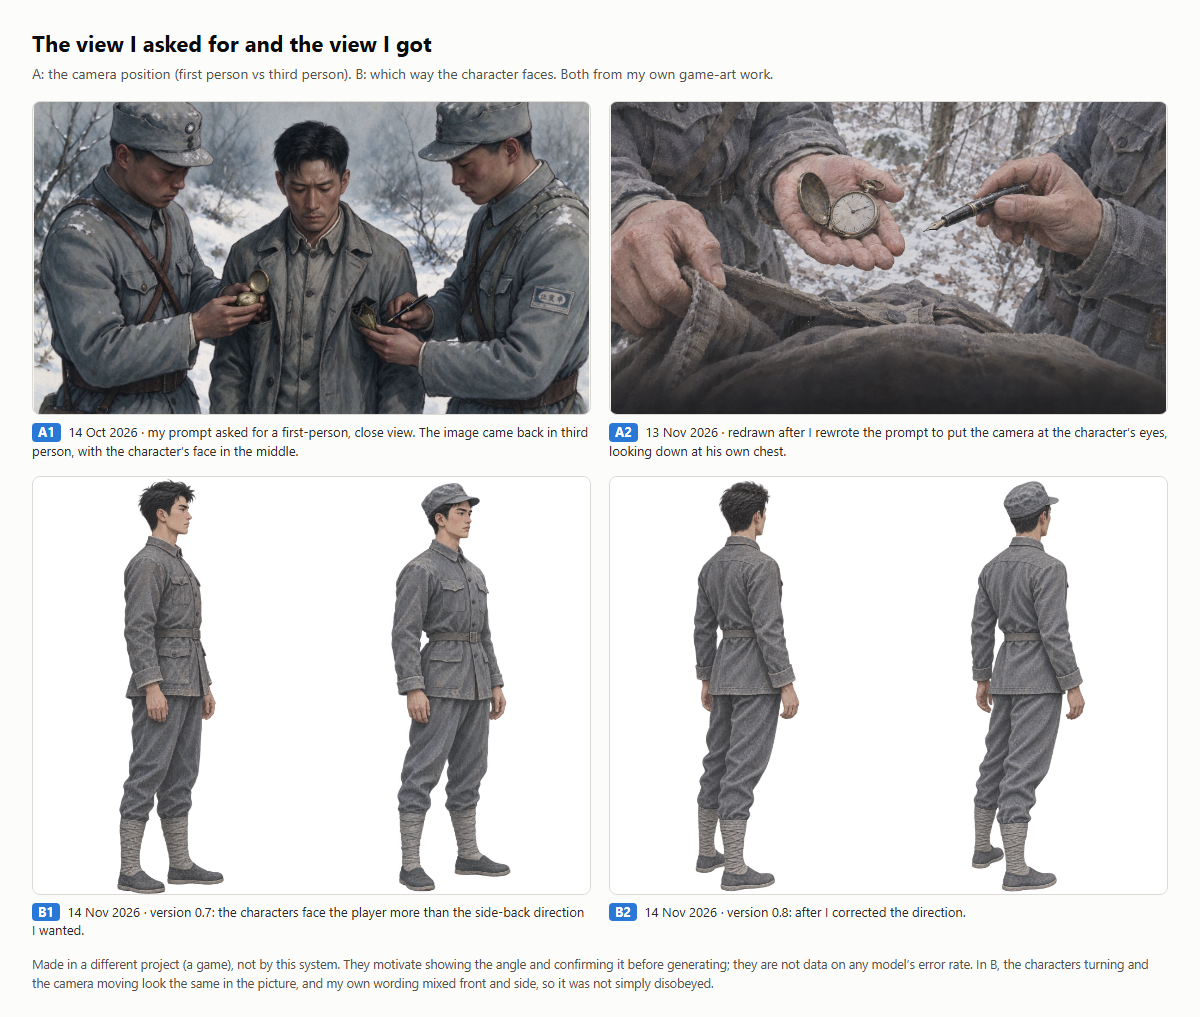 The view I asked for and the view I got
A: the camera position (first person vs third person). B: which way the character faces. Both from my own game-art work.
A1 14 Oct 2026 · my prompt asked for a first-person, close view. The image came back in third
person, with the character's face in the middle.
A2 13 Nov 2026 · redrawn after I rewrote the prompt to put the camera at the character's eyes,
looking down at his own chest.
B1 14 Nov 2026 · version 0.7: the characters face the player more than the side-back direction
I wanted.
B2 14 Nov 2026 · version 0.8: after I corrected the direction.
Made in a different project (a game), not by this system. They motivate showing the angle and confirming it before generating; they are not data on any model's error rate. In B, the characters turning and
the camera moving look the same in the picture, and my own wording mixed front and side, so it was not simply disobeyed.